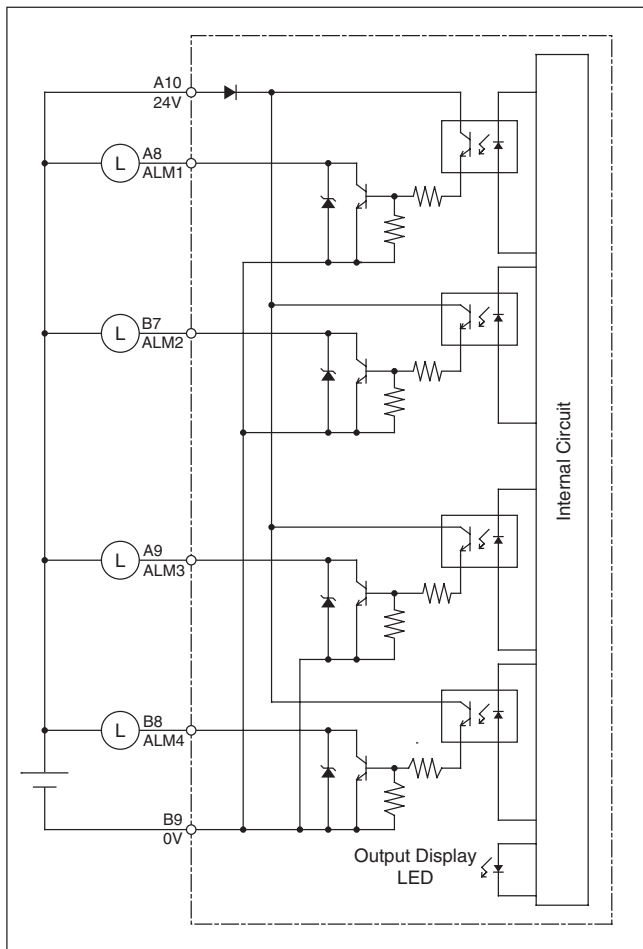 A10
24V
L
A8
ALM1
L
B7
ALM2
L
A9
ALM3
L
B8
ALM4
B9
0V
Internal Circuit
Output Display
LED